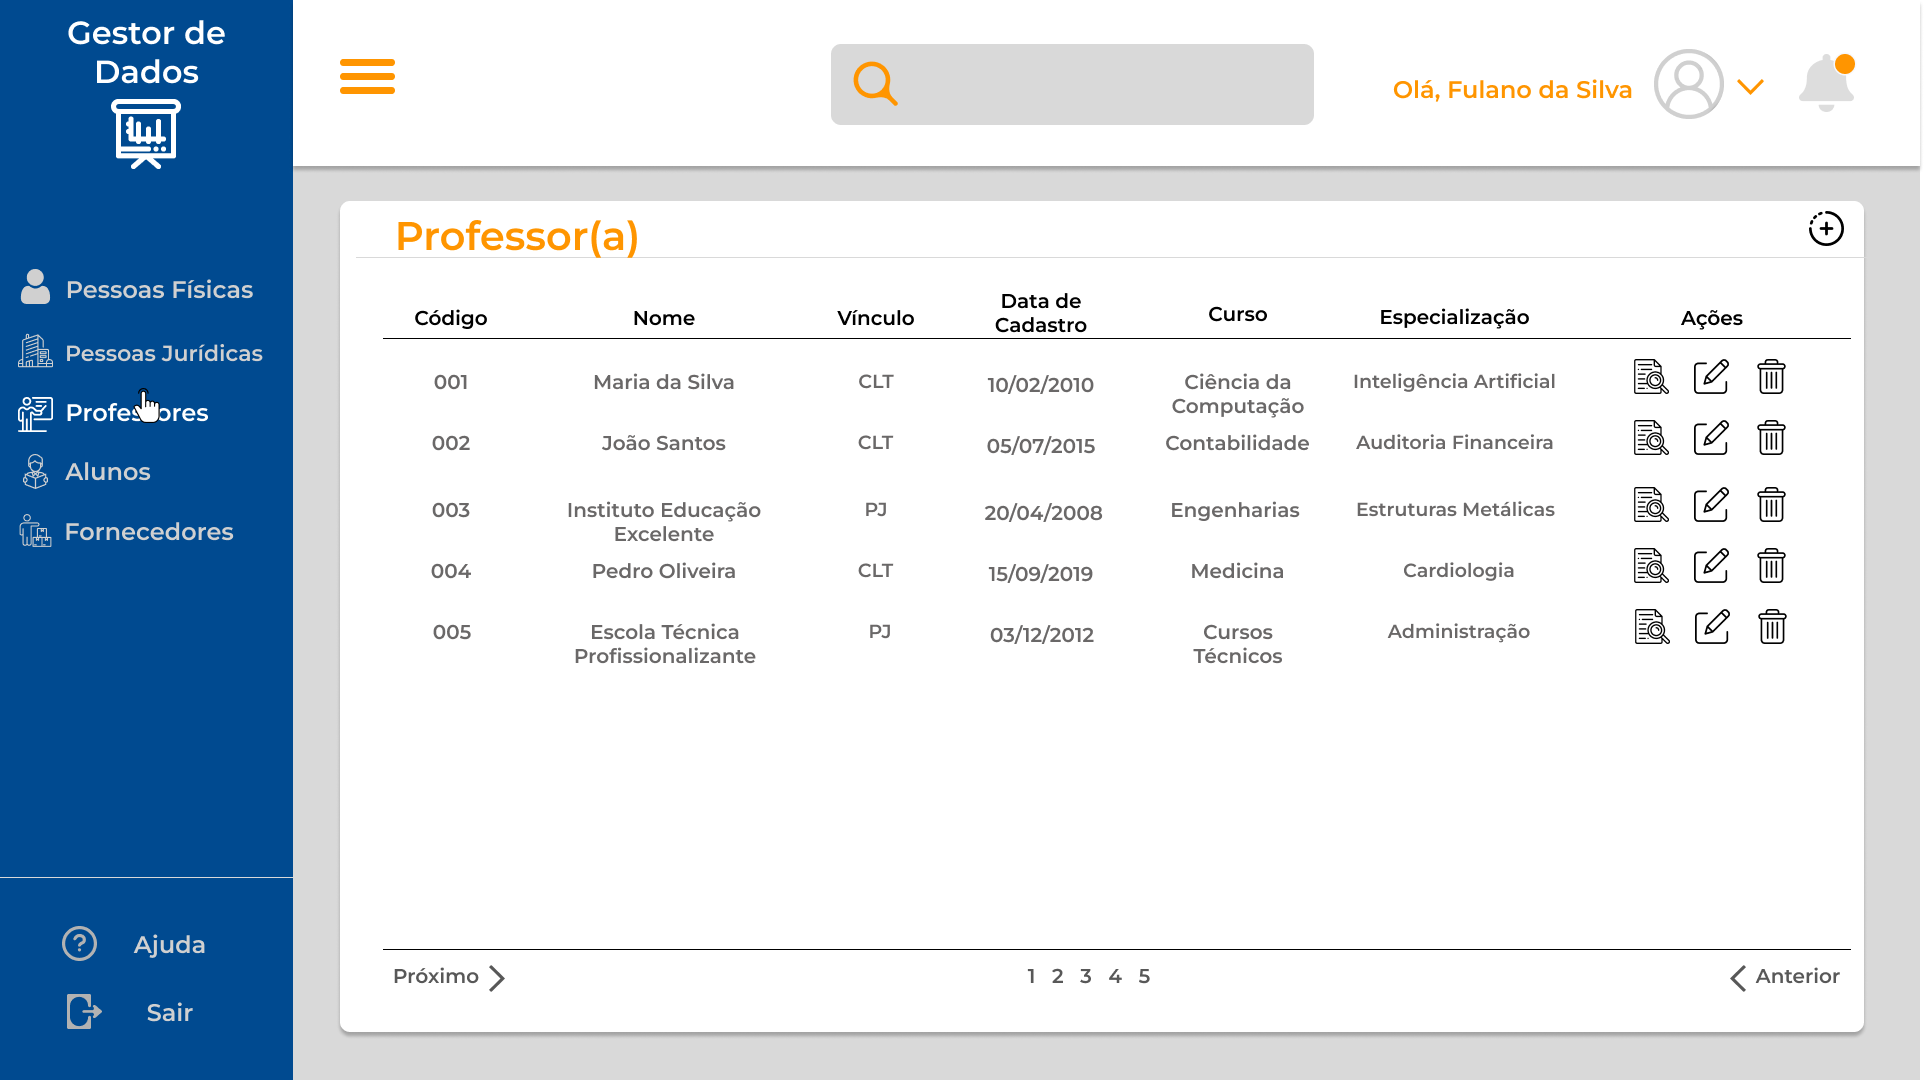 Gestor de
Dados
Olá, Fulano da Silva
Pessoas Físicas
Pessoas Jurídicas
Professores
Alunos
Fornecedores
Ajuda
Sair
Professor(a)
Código Nome Vínculo Data de Cadastro Curso Especialização Ações
001 Maria da Silva CLT 10/02/2010 Ciência da Computação Inteligência Artificial
002 João Santos CLT 05/07/2015 Contabilidade Auditoria Financeira
003 Instituto Educação Excelente PJ 20/04/2008 Engenharias Estruturas Metálicas
004 Pedro Oliveira CLT 15/09/2019 Medicina Cardiologia
005 Escola Técnica Profissionalizante PJ 03/12/2012 Cursos Técnicos Administração
Próximo 1 2 3 4 5 Anterior